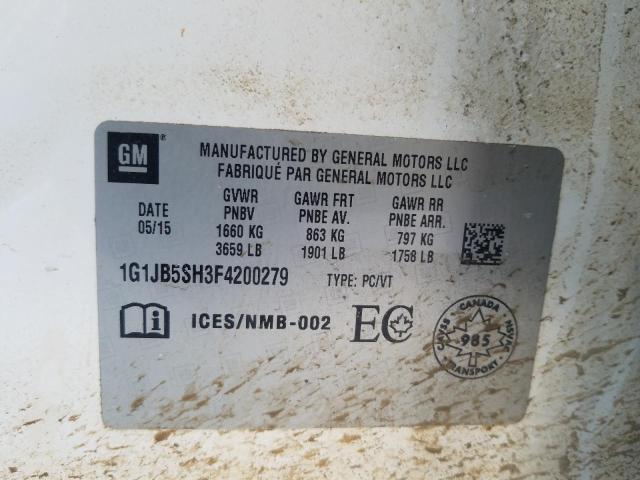 GM ®
MANUFACTURED BY GENERAL MOTORS LLC
FABRIQUÉ PAR GENERAL MOTORS LLC
DATE GVWR GAWR FRT GAWR RR
05/15 PNBV PNBE AV. PNBE ARR.
1660 KG 863 KG 797 KG
3659 LB 1901 LB 1758 LB
1G1JB5SH3F4200279 TYPE: PC/VT
i ICES/NMB-002 EC
CANADA
CMVSS NSVAC
985
TRANSPORT